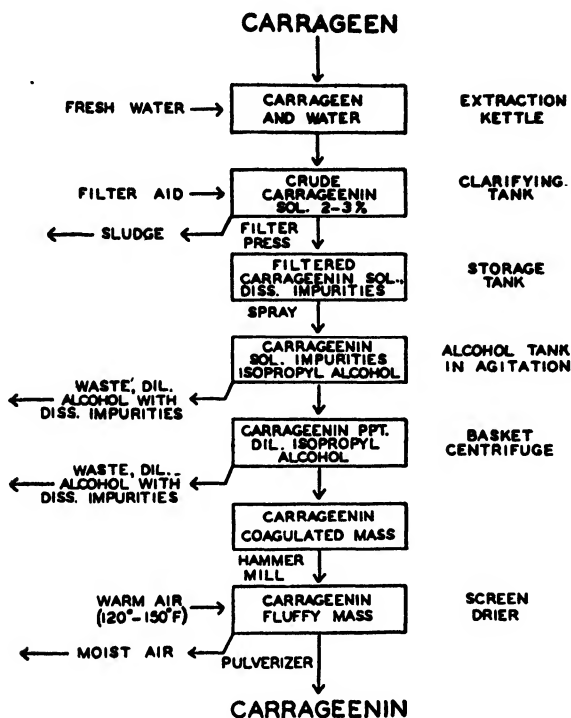 CARRAGEEN
FRESH WATER
CARRAGEEN
AND WATER
EXTRACTION
KETTLE
FILTER AID
CRUDE
CARRAGEENIN
SOL. 2-3%
CLARIFYING.
TANK
SLUDGE
FILTER
PRESS
FILTERED
CARRAGEENIN SOL.,
DISS. IMPURITIES
STORAGE
TANK
SPRAY
CARRAGEENIN
SOL. IMPURITIES
ISOPROPYL ALCOHOL
ALCOHOL TANK
IN AGITATION
WASTE, DIL.
ALCOHOL WITH
DISS. IMPURITIES
CARRAGEENIN PPT.
DIL. ISOPROPYL
ALCOHOL
BASKET
CENTRIFUGE
WASTE, DIL.
ALCOHOL WITH
DISS. IMPURITIES
CARRAGEENIN
COAGULATED MASS
HAMMER
MILL
WARM AIR
(120°-150°F)
CARRAGEENIN
FLUFFY MASS
SCREEN
DRIER
MOIST AIR
PULVERIZER
CARRAGEENIN